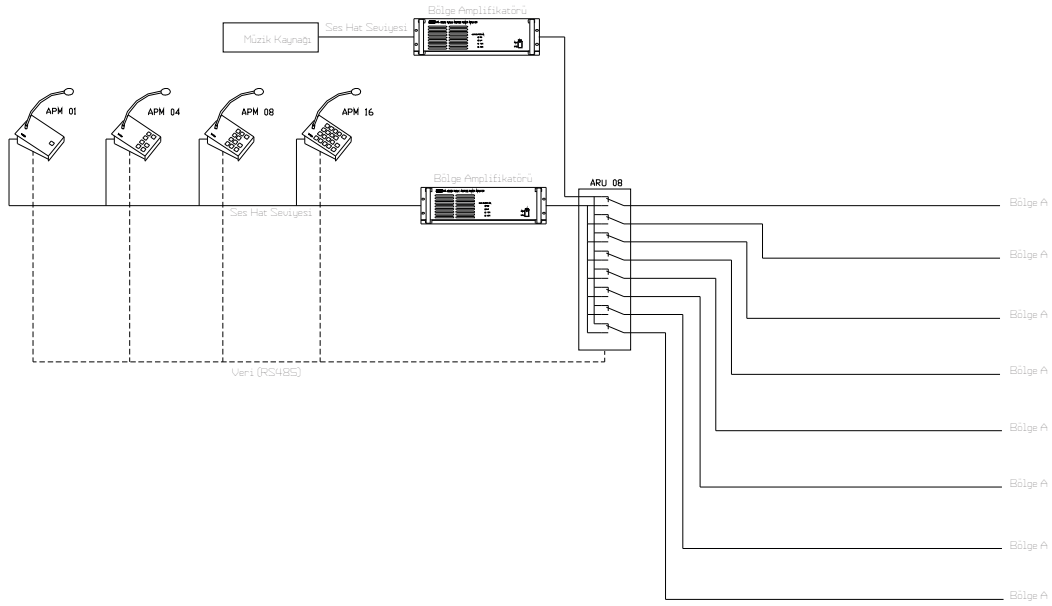 Bölge Amplifikatörü
Ses Hat Seviyesi
Müzik Kaynağı
APM 01
APM 04
APM 08
APM 16
Bölge Amplifikatörü
Ses Hat Seviyesi
ARU 08
Bölge A
Bölge A
Bölge A
Bölge A
Bölge A
Bölge A
Bölge A
Bölge A
Veri (RS485)